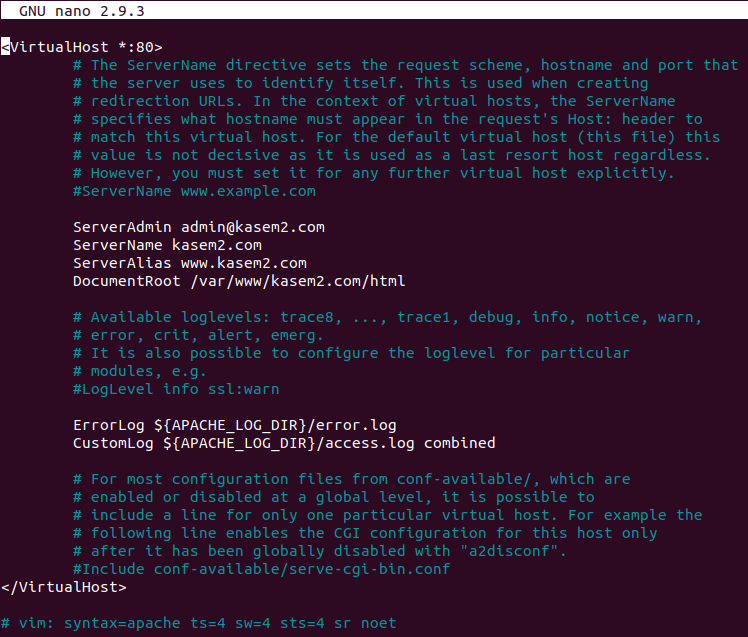 GNU nano 2.9.3
<VirtualHost *:80>
# The ServerName directive sets the request scheme, hostname and port that
# the server uses to identify itself. This is used when creating
# redirection URLs. In the context of virtual hosts, the ServerName
# specifies what hostname must appear in the request's Host: header to
# match this virtual host. For the default virtual host (this file) this
# value is not decisive as it is used as a last resort host regardless.
# However, you must set it for any further virtual host explicitly.
#ServerName www.example.com
ServerAdmin admin@kasem2.com
ServerName kasem2.com
ServerAlias www.kasem2.com
DocumentRoot /var/www/kasem2.com/html
# Available loglevels: trace8, ..., trace1, debug, info, notice, warn,
# error, crit, alert, emerg.
# It is also possible to configure the loglevel for particular
# modules, e.g.
#LogLevel info ssl:warn
ErrorLog ${APACHE_LOG_DIR}/error.log
CustomLog ${APACHE_LOG_DIR}/access.log combined
# For most configuration files from conf-available/, which are
# enabled or disabled at a global level, it is possible to
# include a line for only one particular virtual host. For example the
# following line enables the CGI configuration for this host only
# after it has been globally disabled with "a2disconf".
#Include conf-available/serve-cgi-bin.conf
</VirtualHost>
# vim: syntax=apache ts=4 sw=4 sts=4 sr noet